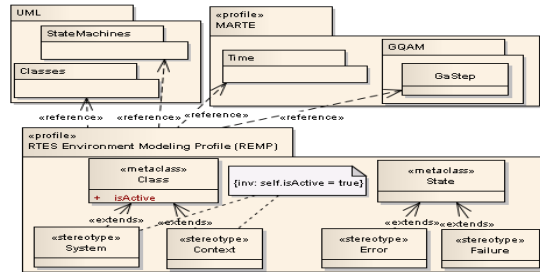 UML
StateMachines
Classes
«profile»
MARTE
Time
GQAM
GaStep
«reference»
«reference»
«reference»
«reference»
«profile»
RTES Environment Modeling Profile (REMP)
«metaclass»
Class
+ isActive
{inv: self.isActive = true}
«metaclass»
State
«extends»
«extends»
«extends»
«extends»
«stereotype»
System
«stereotype»
Context
«stereotype»
Error
«stereotype»
Failure